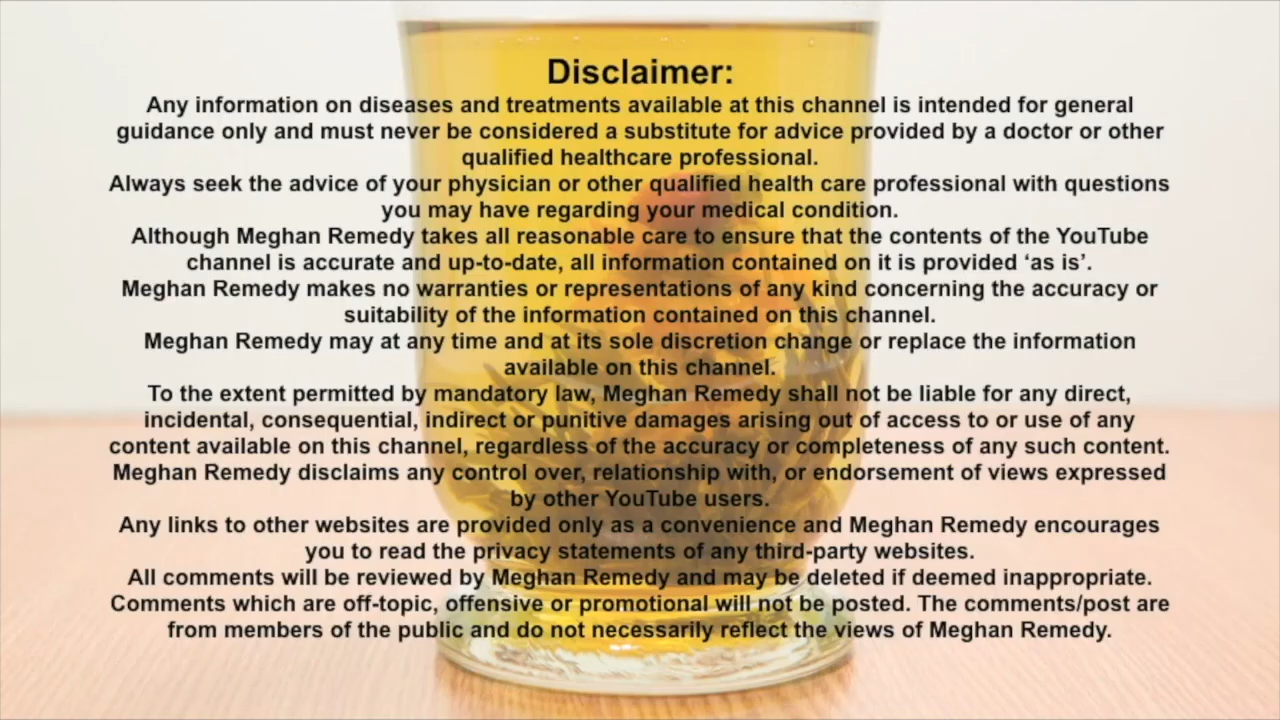 Disclaimer:
Any information on diseases and treatments available at this channel is intended for general
guidance only and must never be considered a substitute for advice provided by a doctor or other
qualified healthcare professional.
Always seek the advice of your physician or other qualified health care professional with questions
you may have regarding your medical condition.
Although Meghan Remedy takes all reasonable care to ensure that the contents of the YouTube
channel is accurate and up-to-date, all information contained on it is provided ‘as is’.
Meghan Remedy makes no warranties or representations of any kind concerning the accuracy or
suitability of the information contained on this channel.
Meghan Remedy may at any time and at its sole discretion change or replace the information
available on this channel.
To the extent permitted by mandatory law, Meghan Remedy shall not be liable for any direct,
incidental, consequential, indirect or punitive damages arising out of access to or use of any
content available on this channel, regardless of the accuracy or completeness of any such content.
Meghan Remedy disclaims any control over, relationship with, or endorsement of views expressed
by other YouTube users.
Any links to other websites are provided only as a convenience and Meghan Remedy encourages
you to read the privacy statements of any third-party websites.
All comments will be reviewed by Meghan Remedy and may be deleted if deemed inappropriate.
Comments which are off-topic, offensive or promotional will not be posted. The comments/post are
from members of the public and do not necessarily reflect the views of Meghan Remedy.